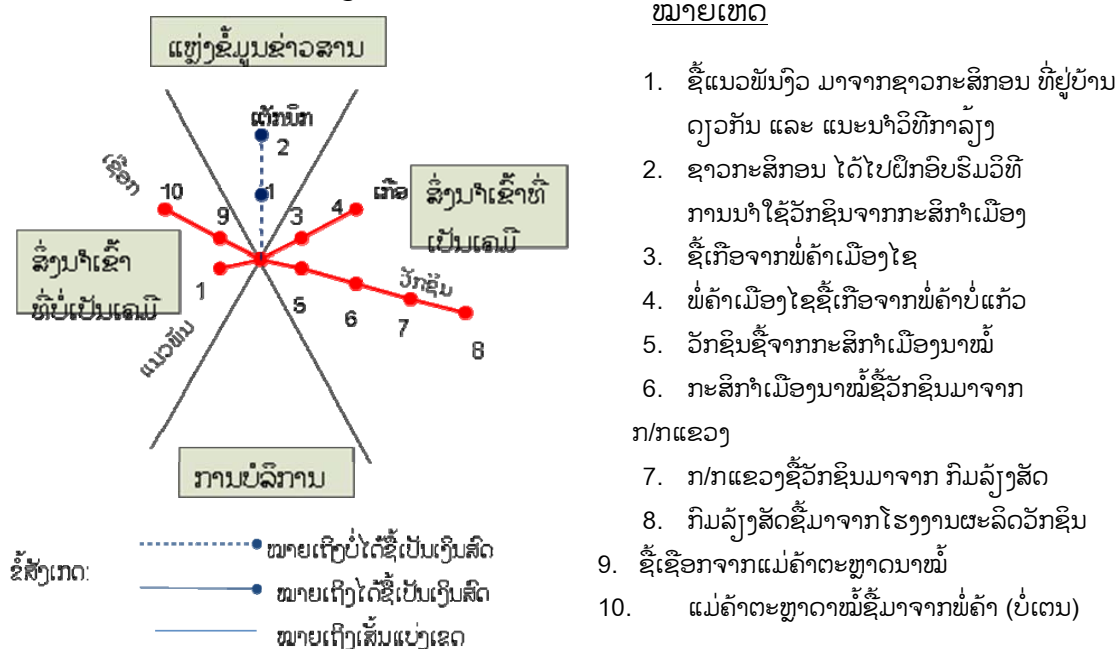 ແຫຼ່ງຂໍ້ມູນຂ່າວສານ
ເຕັກນິກ
2
1
ເຊືອກ
10
9
3
4
ເກືອ
ສິ່ງນຳເຂົ້າທີ່
ເປັນເຄມີ
ສິ່ງນຳເຂົ້າ
ທີ່ບໍ່ເປັນເຄມີ
1
ແນວພັນ
ວັກຊິນ
5
6
7
8
ການບໍລິການ
ຂໍ້ສັງເກດ:
ໝາຍເຖິງບໍ່ໄດ້ຊື້ເປັນເງິນສົດ
ໝາຍເຖິງໄດ້ຊື້ເປັນເງິນສົດ
ໝາຍເຖິງເສັ້ນແບ່ງເຂດ
ໝາຍເຫດ
1. ຊື້ແນວພັນງົວ ມາຈາກຊາວກະສິກອນ ທີ່ຢູ່ບ້ານ
ດຽວກັນ ແລະ ແນະນຳວິທີກາລ້ຽງ
2. ຊາວກະສິກອນ ໄດ້ໄປຝຶກອົບຮົມວິທີ
ການນຳໃຊ້ວັກຊິນຈາກກະສິກຳເມືອງ
3. ຊື້ເກືອຈາກພໍ່ຄ້າເມືອງໄຊ
4. ພໍ່ຄ້າເມືອງໄຊຊື້ເກືອຈາກພໍ່ຄ້າບໍ່ແກ້ວ
5. ວັກຊິນຊື້ຈາກກະສິກຳເມືອງນາໝໍ້
6. ກະສິກຳເມືອງນາໝໍ້ຊື້ວັກຊິນມາຈາກ
ກ/ກແຂວງ
7. ກ/ກແຂວງຊື້ວັກຊິນມາຈາກ ກົມລ້ຽງສັດ
8. ກົມລ້ຽງສັດຊື້ມາຈາກໂຮງງານຜະລິດວັກຊິນ
9. ຊື້ເຊືອກຈາກແມ່ຄ້າຕະຫຼາດນາໝໍ້
10. ແມ່ຄ້າຕະຫຼາດາໝໍ້ຊື້ມາຈາກພໍ່ຄ້າ (ບໍ່ເຕນ)